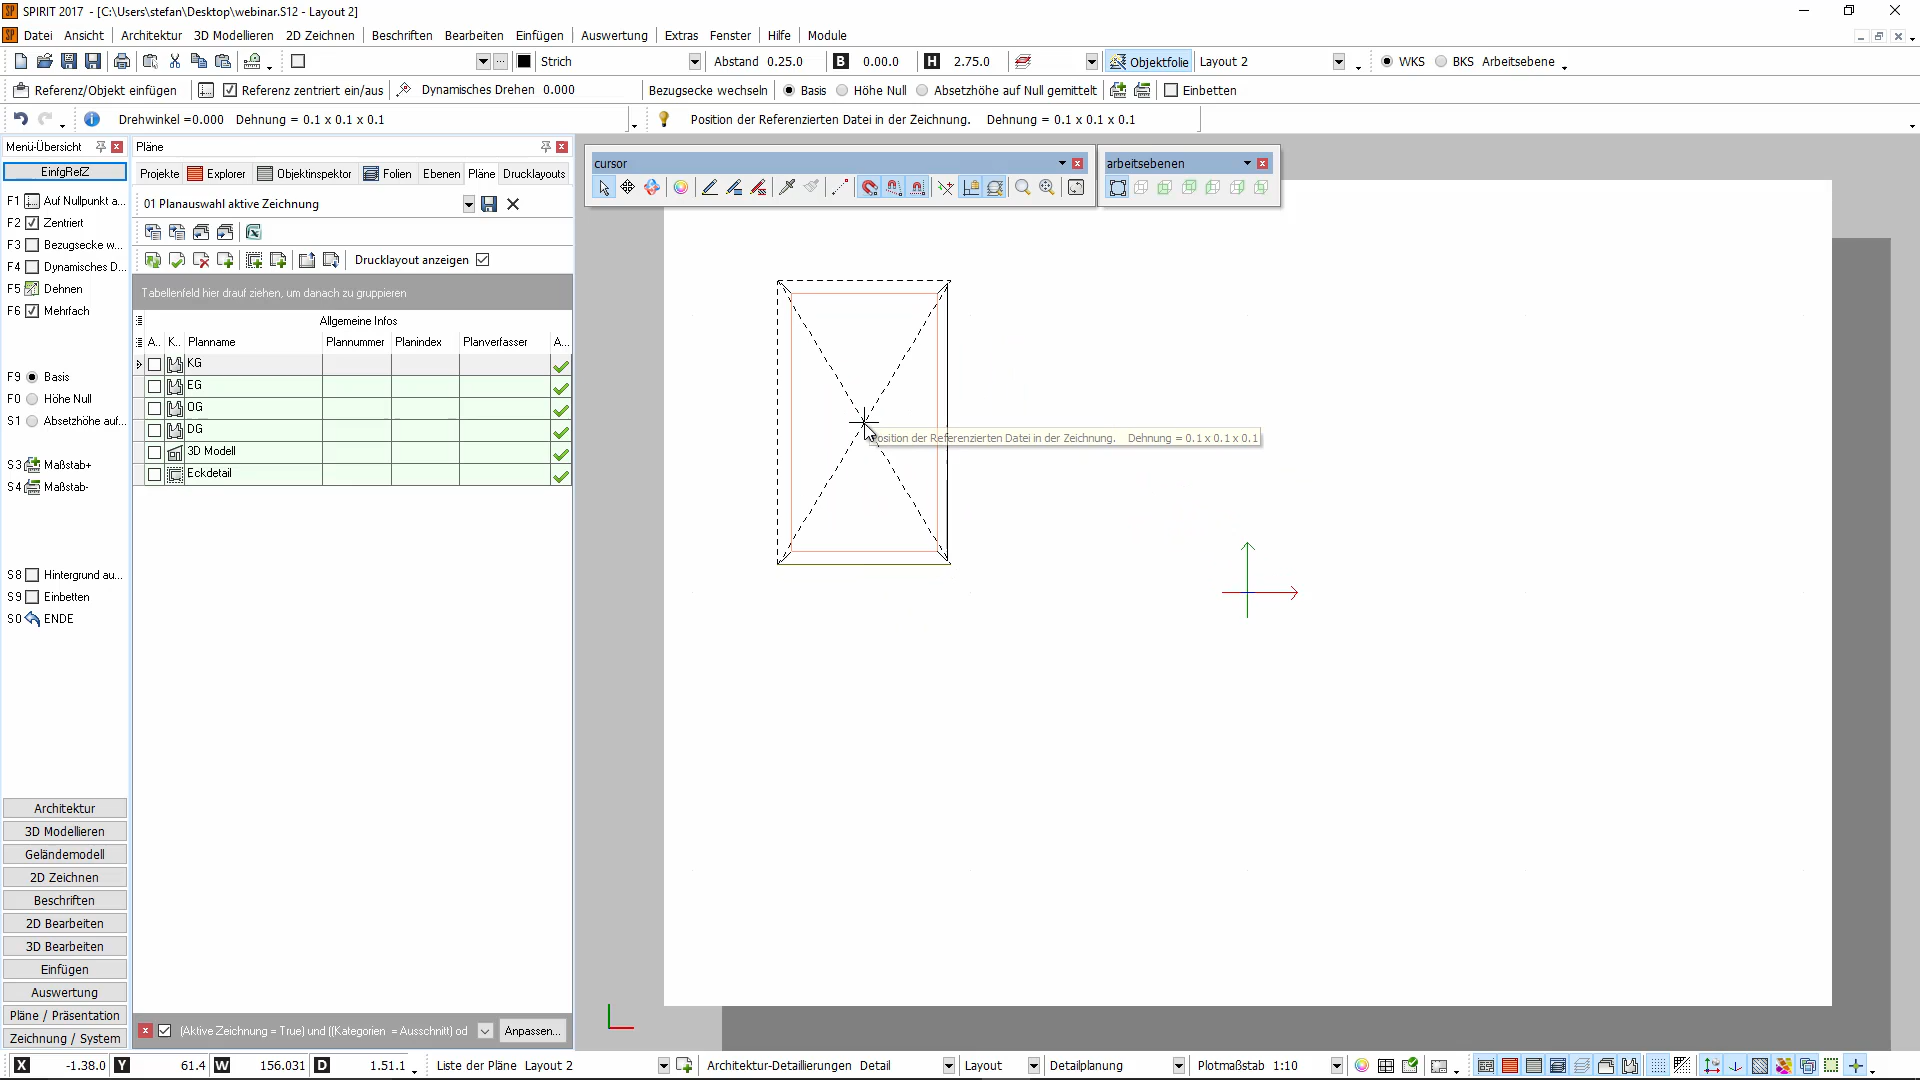 SPIRIT 2017 - [C:\Users\stefan\Desktop\webinar.S12 - Layout 2]
Datei Ansicht Architektur 3D Modellieren 2D Zeichnen Beschriften Bearbeiten Einfügen Auswertung Extras Fenster Hilfe Module
Strich Abstand 0.25.0 B 0.00.0 H 2.75.0 Objektfolie Layout 2 WKS BKS Arbeitsebene
Referenz/Objekt einfügen Referenz zentriert ein/aus Dynamisches Drehen 0.000 Bezugsecke wechseln Basis Höhe Null Absetzhöhe auf Null gemittelt Einbetten
Drehwinkel =0.000 Dehnung = 0.1 x 0.1 x 0.1 Position der Referenzierten Datei in der Zeichnung. Dehnung = 0.1 x 0.1 x 0.1
Menü-Übersicht
EinfgRefZ
F1 Auf Nullpunkt a...
F2 Zentriert
F3 Bezugsecke w...
F4 Dynamisches D...
F5 Dehnen
F6 Mehrfach
F9 Basis
F0 Höhe Null
S1 Absetzhöhe auf...
S3 Maßstab+
S4 Maßstab-
S8 Hintergrund au...
S9 Einbetten
S0 ENDE
Architektur
3D Modellieren
Geländemodell
2D Zeichnen
Beschriften
2D Bearbeiten
3D Bearbeiten
Einfügen
Auswertung
Pläne / Präsentation
Zeichnung / System
Pläne
Projekte Explorer Objektinspektor Folien Ebenen Pläne Drucklayouts
01 Planauswahl aktive Zeichnung
Drucklayout anzeigen
Tabellenfeld hier drauf ziehen, um danach zu gruppieren
Allgemeine Infos
A.. K.. Planname Plannummer Planindex Planverfasser A...
KG
EG
OG
DG
3D Modell
Eckdetail
(Aktive Zeichnung = True) und ((Kategorien = Ausschnitt) od Anpassen...
cursor
arbeitsebenen
Position der Referenzierten Datei in der Zeichnung. Dehnung = 0.1 x 0.1 x 0.1
X -1.38.0 Y 61.4 W 156.031 D 1.51.1 Liste der Pläne Layout 2 Architektur-Detaillierungen Detail Layout Detailplanung Plotmaßstab 1:10